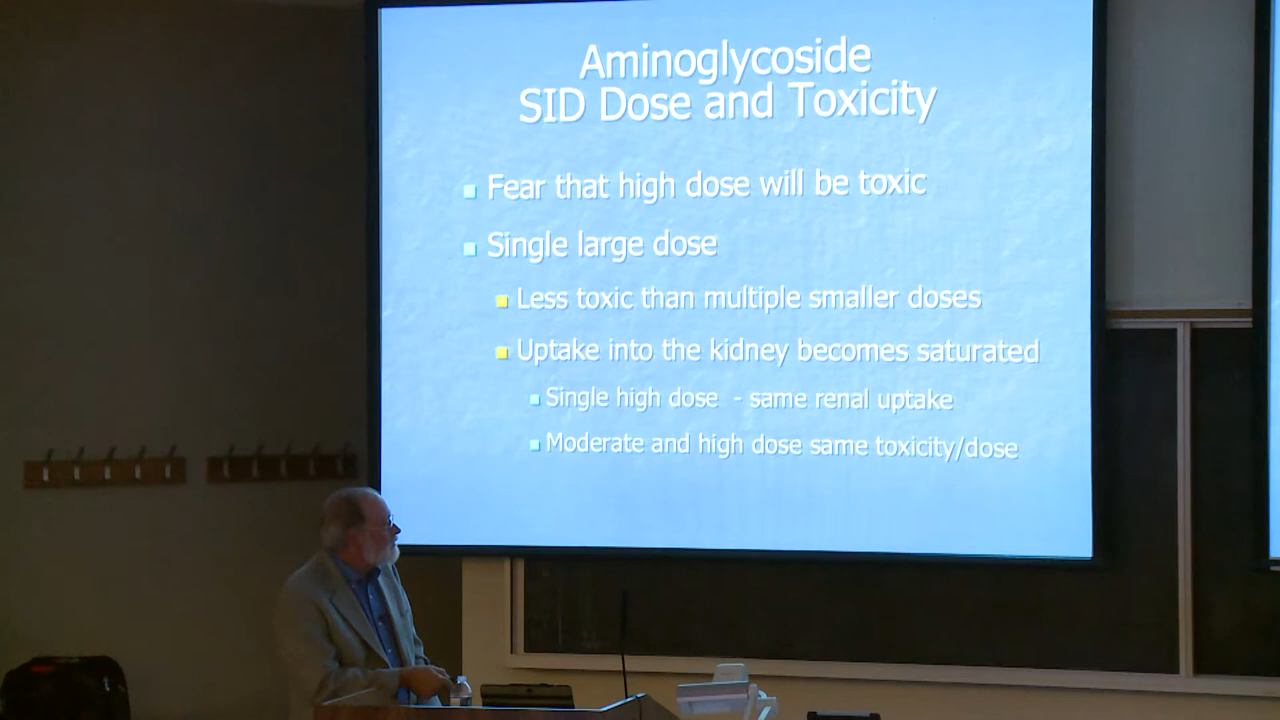 Aminoglycoside
SID Dose and Toxicity
Fear that high dose will be toxic
Single large dose
Less toxic than multiple smaller doses
Uptake into the kidney becomes saturated
Single high dose - same renal uptake
Moderate and high dose same toxicity/dose